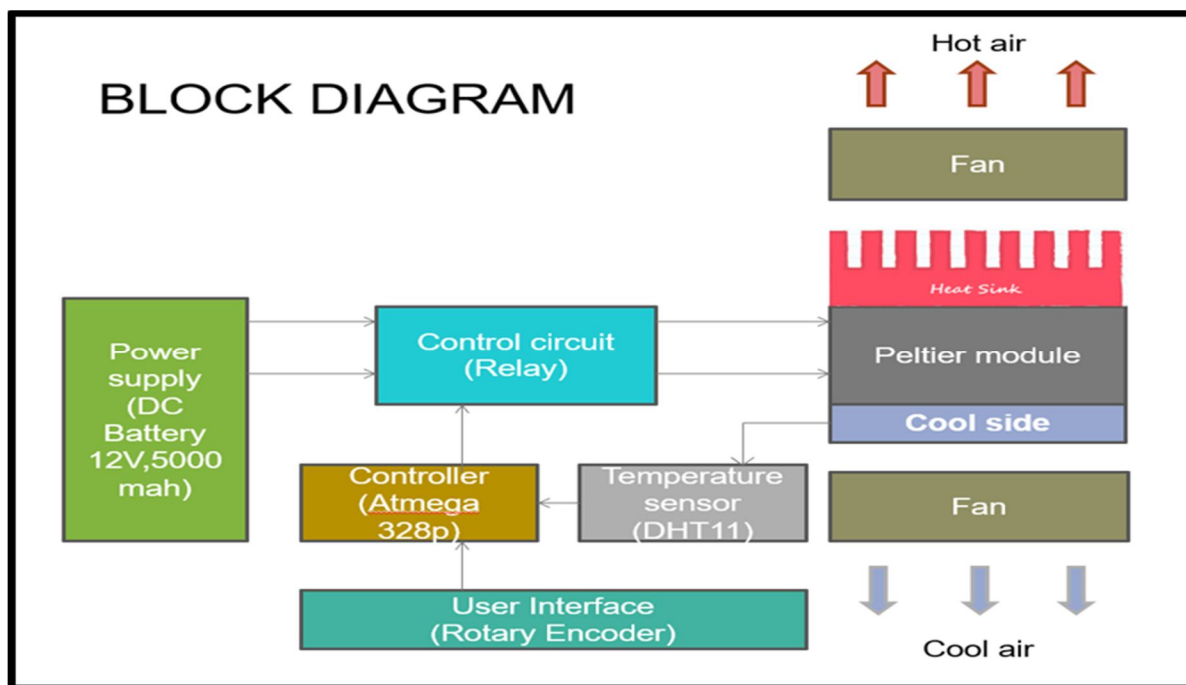 Hot air
BLOCK DIAGRAM
Fan
Heat Sink
Power
supply
(DC
Battery
12V,5000
mah)
Control circuit
(Relay)
Peltier module
Cool side
Controller
(Atmega
328p)
Temperature
sensor
(DHT11)
Fan
User Interface
(Rotary Encoder)
Cool air